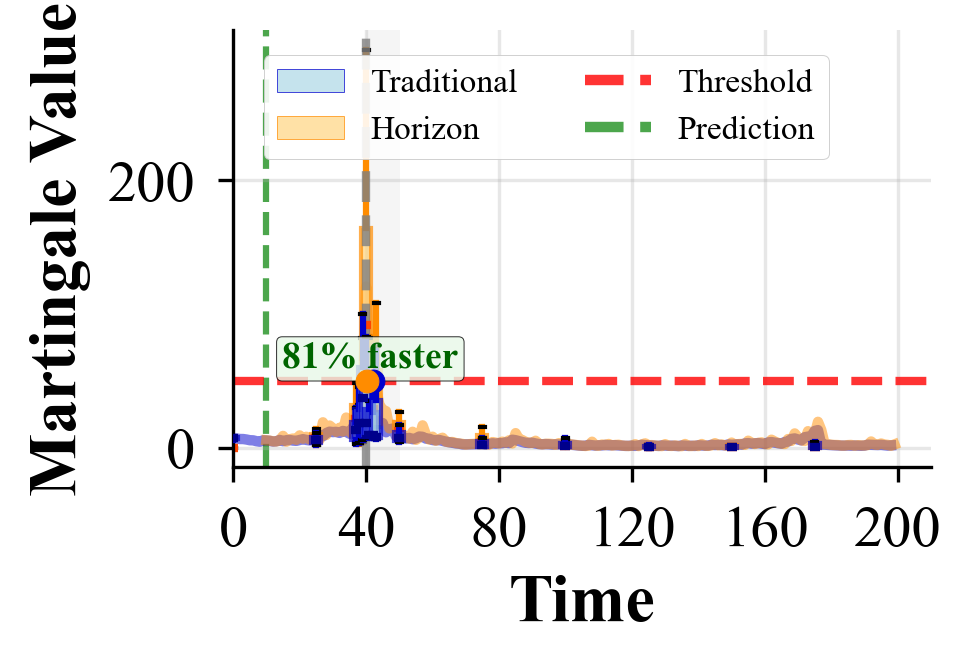 Martingale Value
Traditional
Horizon
Threshold
Prediction
200
0
81% faster
0 40 80 120 160 200
Time